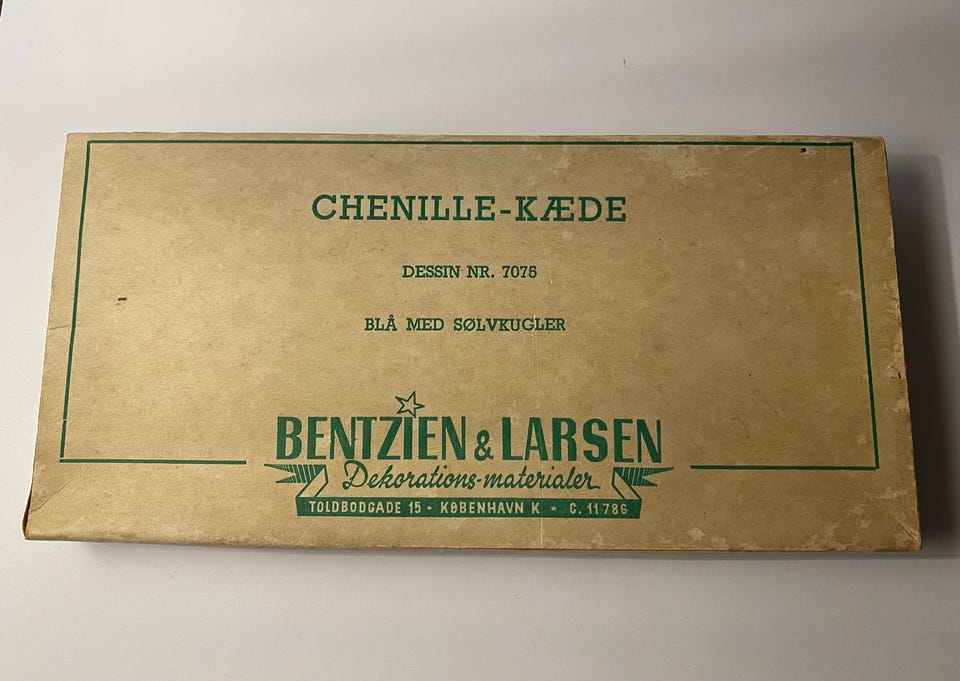 CHENILLE-KÆDE
DESSIN NR. 7075
BLÅ MED SØLVKUGLER
BENTZIEN & LARSEN
Dekorations-materialer
TOLDBODGADE 15 * KØBENHAVN K * C. 11786